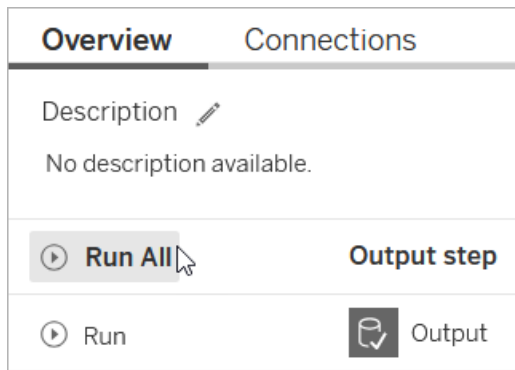 Overview Connections
Description
No description available.
Run All Output step
Run Output